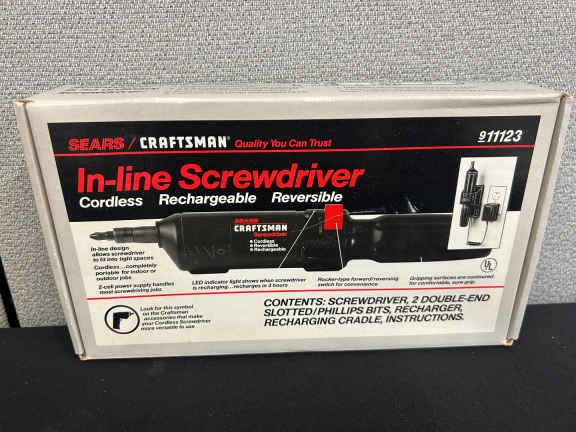 SEARS / CRAFTSMAN® Quality You Can Trust
911123
In-line Screwdriver
Cordless Rechargeable Reversible
SEARS
CRAFTSMAN
Screwdriver
• Cordless
• Reversible
• Rechargeable
In-line design
allows screwdriver
to fit into tight spaces
Cordless...completely
portable for indoor or
outdoor jobs
2-cell power supply handles
most screwdriving jobs
LED indicator light shows when screwdriver
is recharging...recharges in 3 hours
Rocker-type forward/reversing
switch for convenience
Gripping surfaces are contoured
for comfortable, sure grip.
UL
Look for this symbol
on the Craftsman
accessories that make
your Cordless Screwdriver
more versatile to use
CONTENTS: SCREWDRIVER, 2 DOUBLE-END
SLOTTED/PHILLIPS BITS, RECHARGER,
RECHARGING CRADLE, INSTRUCTIONS.